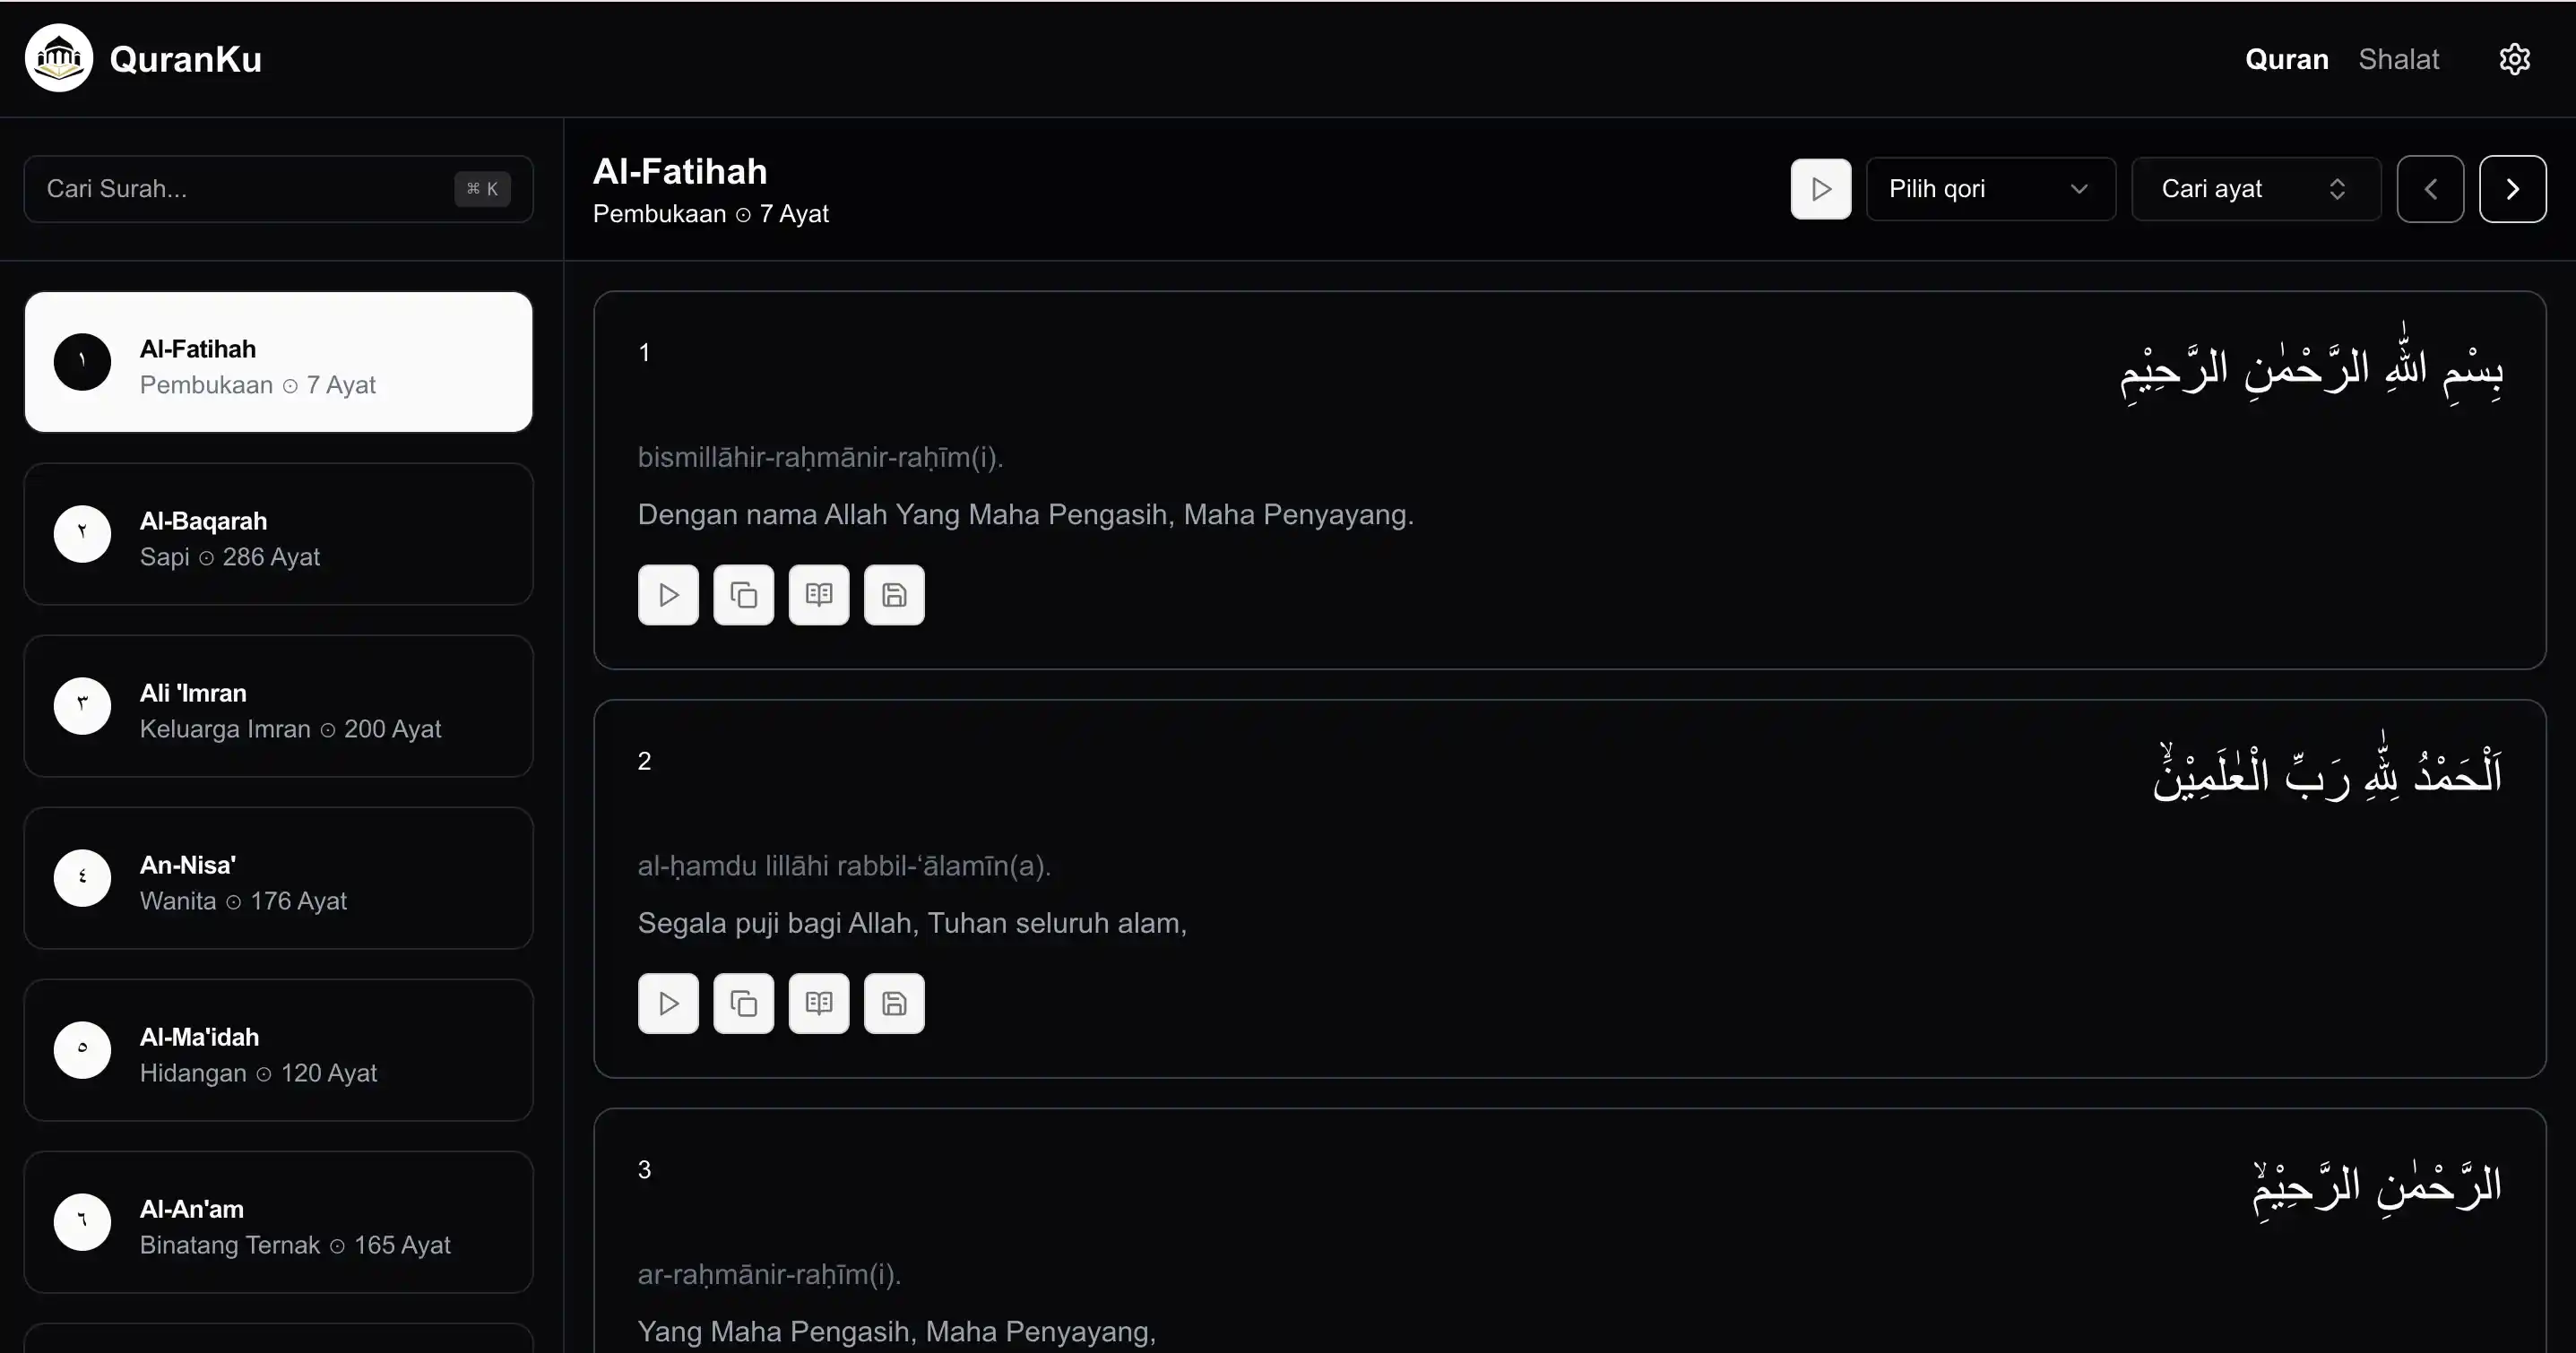 QuranKu
Quran
Shalat
Cari Surah...
⌘ K
Al-Fatihah
Pembukaan ⊙ 7 Ayat
Pilih qori
Cari ayat
١
Al-Fatihah
Pembukaan ⊙ 7 Ayat
٢
Al-Baqarah
Sapi ⊙ 286 Ayat
٣
Ali 'Imran
Keluarga Imran ⊙ 200 Ayat
٤
An-Nisa'
Wanita ⊙ 176 Ayat
٥
Al-Ma'idah
Hidangan ⊙ 120 Ayat
٦
Al-An'am
Binatang Ternak ⊙ 165 Ayat
1
بِسْمِ اللّٰهِ الرَّحْمٰنِ الرَّحِيْمِ
bismillāhir-raḥmānir-raḥīm(i).
Dengan nama Allah Yang Maha Pengasih, Maha Penyayang.
2
اَلْحَمْدُ لِلّٰهِ رَبِّ الْعٰلَمِيْنَۙ
al-ḥamdu lillāhi rabbil-‘ālamīn(a).
Segala puji bagi Allah, Tuhan seluruh alam,
3
الرَّحْمٰنِ الرَّحِيْمِۙ
ar-raḥmānir-raḥīm(i).
Yang Maha Pengasih, Maha Penyayang,